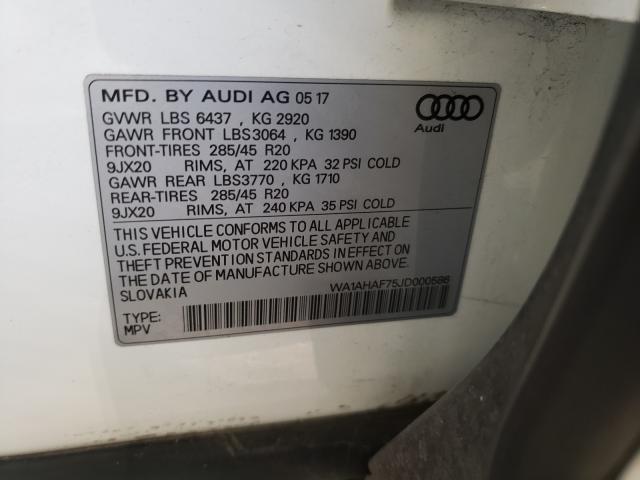 MFD. BY AUDI AG 05 17
GVWR LBS 6437 , KG 2920
GAWR FRONT LBS3064 , KG 1390
FRONT-TIRES 285/45 R20
9JX20 RIMS, AT 220 KPA 32 PSI COLD
GAWR REAR LBS3770 , KG 1710
REAR-TIRES 285/45 R20
9JX20 RIMS, AT 240 KPA 35 PSI COLD
Audi
THIS VEHICLE CONFORMS TO ALL APPLICABLE
U.S. FEDERAL MOTOR VEHICLE SAFETY AND
THEFT PREVENTION STANDARDS IN EFFECT ON
THE DATE OF MANUFACTURE SHOWN ABOVE.
SLOVAKIA
WA1AHAF75JD000586
TYPE:
MPV